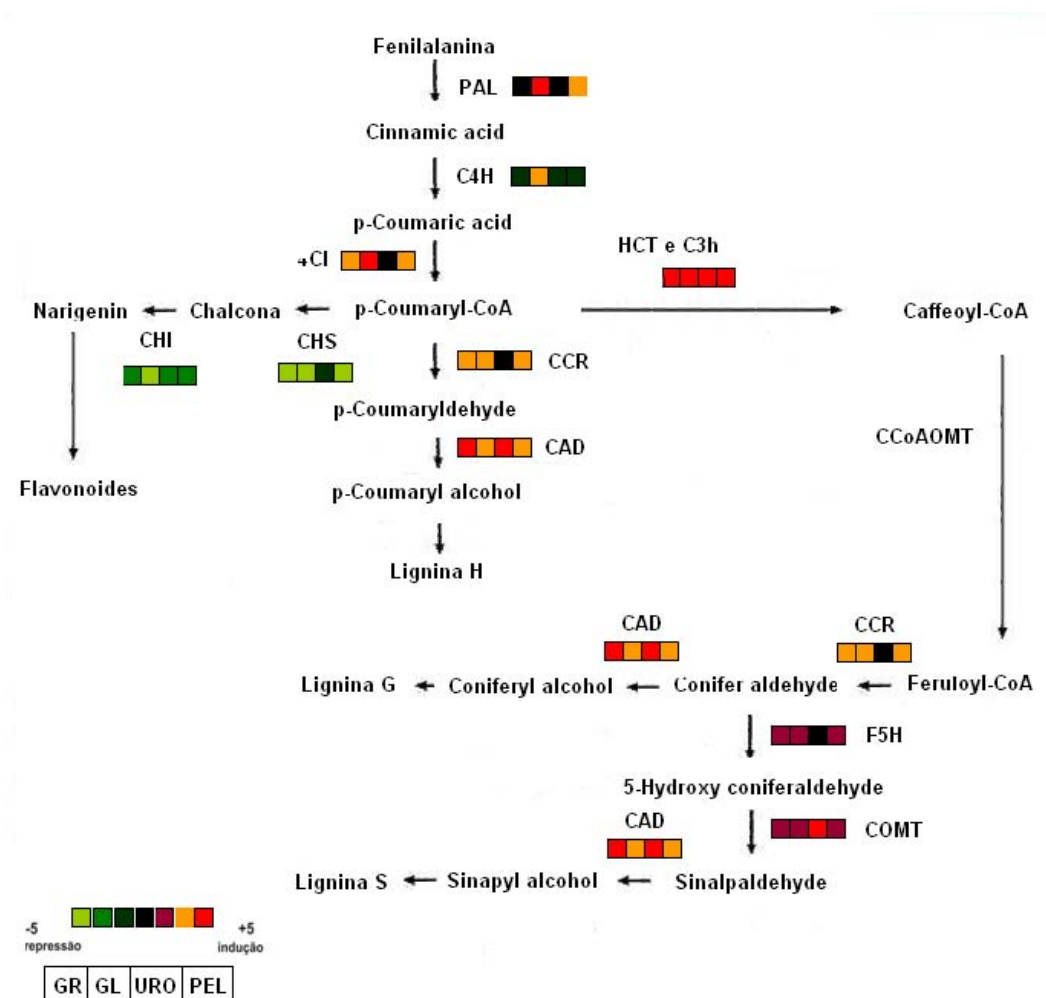 Fenilalanina
PAL
Cinnamic acid
C4H
p-Coumaric acid
4Cl
HCT e C3h
Narigenin
Chalcona
p-Coumaryl-CoA
Caffeoyl-CoA
CHI
CHS
CCR
p-Coumaryldehyde
CCoAOMT
CAD
Flavonoides
p-Coumaryl alcohol
Lignina H
CAD
CCR
Lignina G
Coniferyl alcohol
Conifer aldehyde
Feruloyl-CoA
F5H
5-Hydroxy coniferaldehyde
CAD
COMT
Lignina S
Sinapyl alcohol
Sinalpaldehyde
-5
+5
repressão
indução
GR GL URO PEL